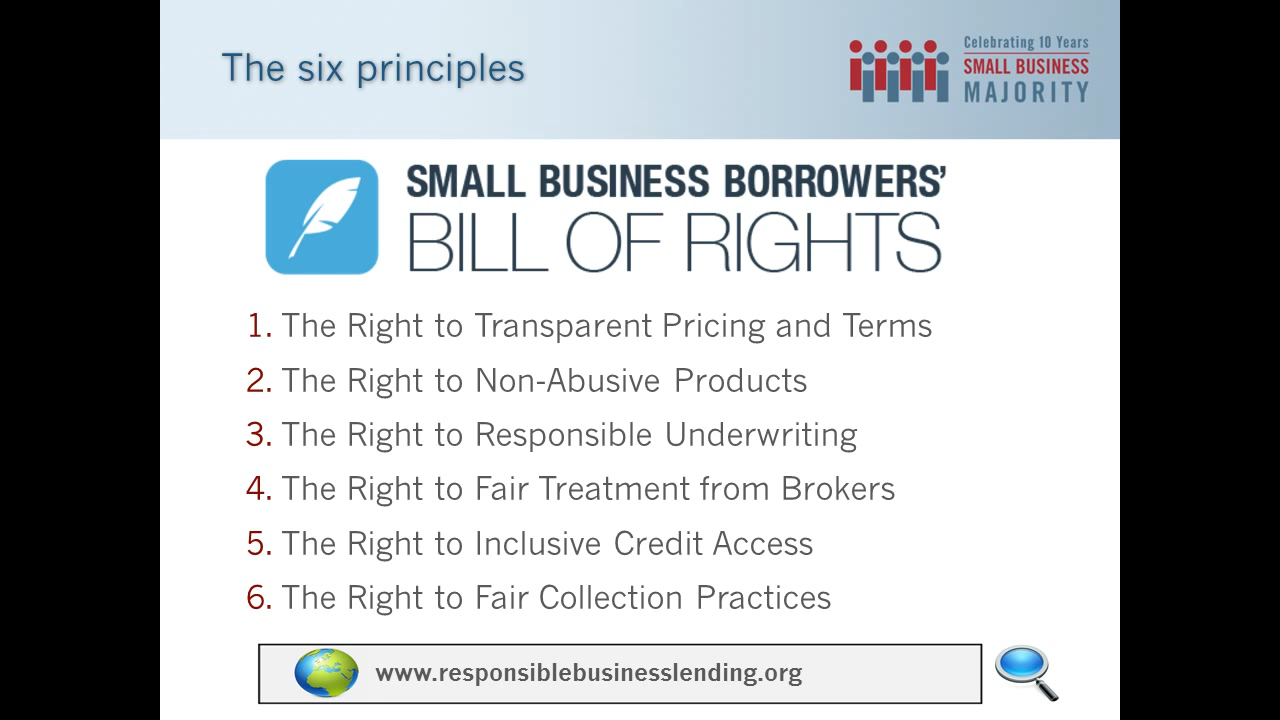 The six principles
Celebrating 10 Years
SMALL BUSINESS
MAJORITY
SMALL BUSINESS BORROWERS'
BILL OF RIGHTS
1. The Right to Transparent Pricing and Terms
2. The Right to Non-Abusive Products
3. The Right to Responsible Underwriting
4. The Right to Fair Treatment from Brokers
5. The Right to Inclusive Credit Access
6. The Right to Fair Collection Practices
www.responsiblebusinesslending.org